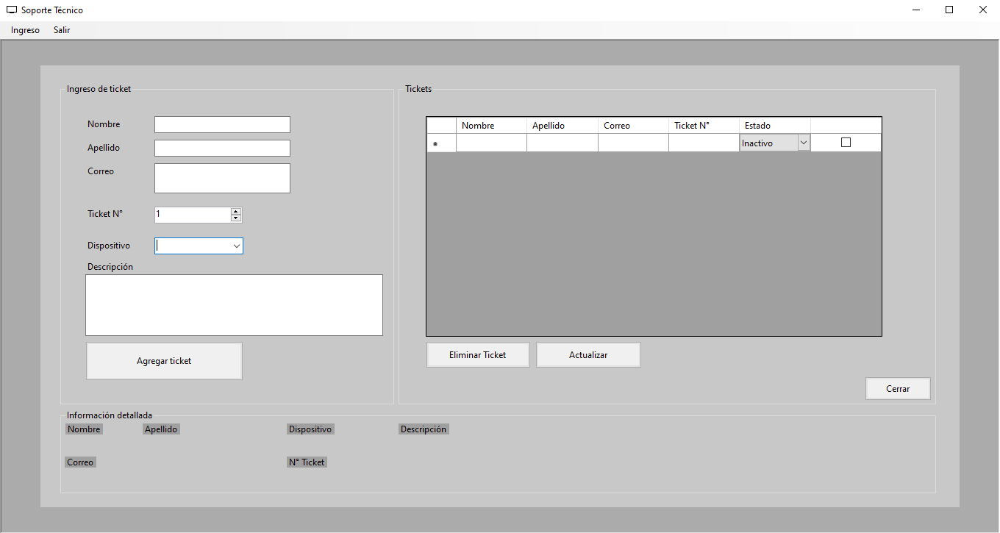 Soporte Técnico
Ingreso Salir
Ingreso de ticket
Nombre
Apellido
Correo
Ticket N° 1
Dispositivo
Descripción
Agregar ticket
Tickets
Nombre Apellido Correo Ticket N° Estado
Inactivo
Eliminar Ticket Actualizar
Cerrar
Información detallada
Nombre Apellido Dispositivo Descripción
Correo N° Ticket